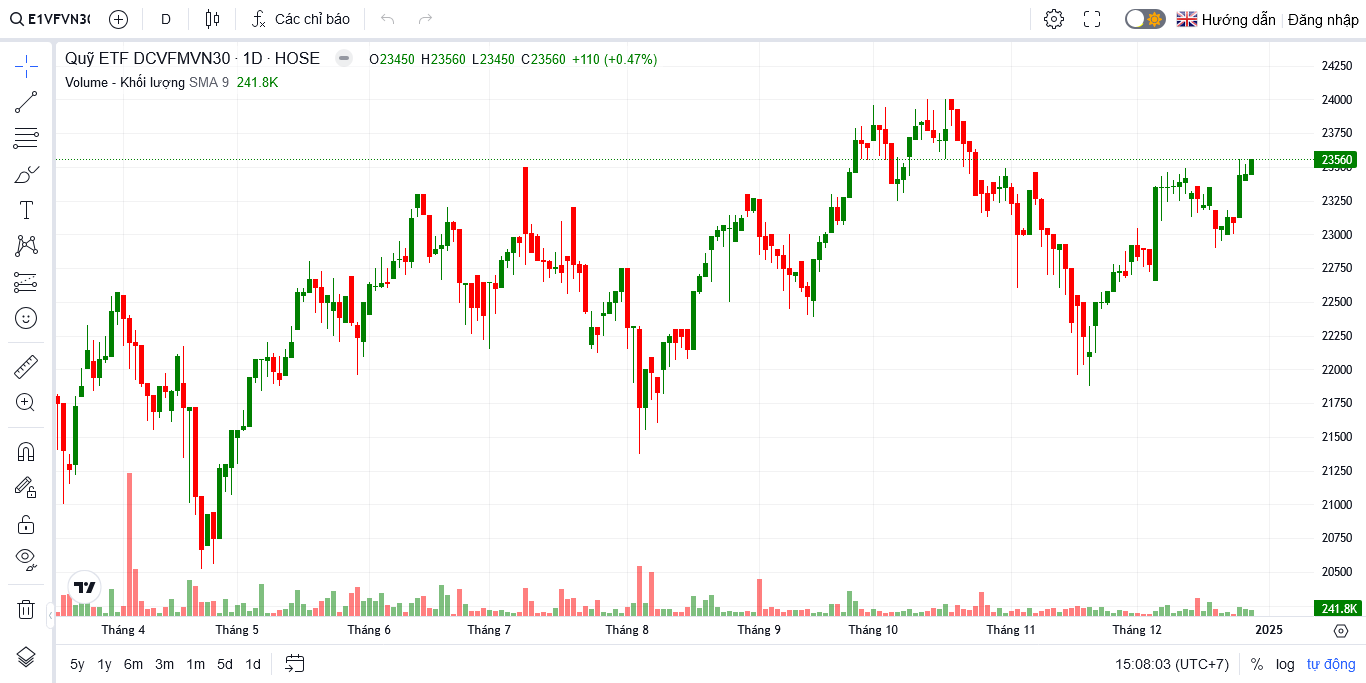 E1VFVN30 D Các chỉ báo Hướng dẫn Đăng nhập
Quỹ ETF DCVFMVN30 · 1D · HOSE O23450 H23560 L23450 C23560 +110 (+0.47%)
Volume - Khối lượng SMA 9 241.8K
24250
24000
23750
23560
23500
23250
23000
22750
22500
22250
22000
21750
21500
21250
21000
20750
20500
241.8K
Tháng 4 Tháng 5 Tháng 6 Tháng 7 Tháng 8 Tháng 9 Tháng 10 Tháng 11 Tháng 12 2025
5y 1y 6m 3m 1m 5d 1d 15:08:03 (UTC+7) % log tự động